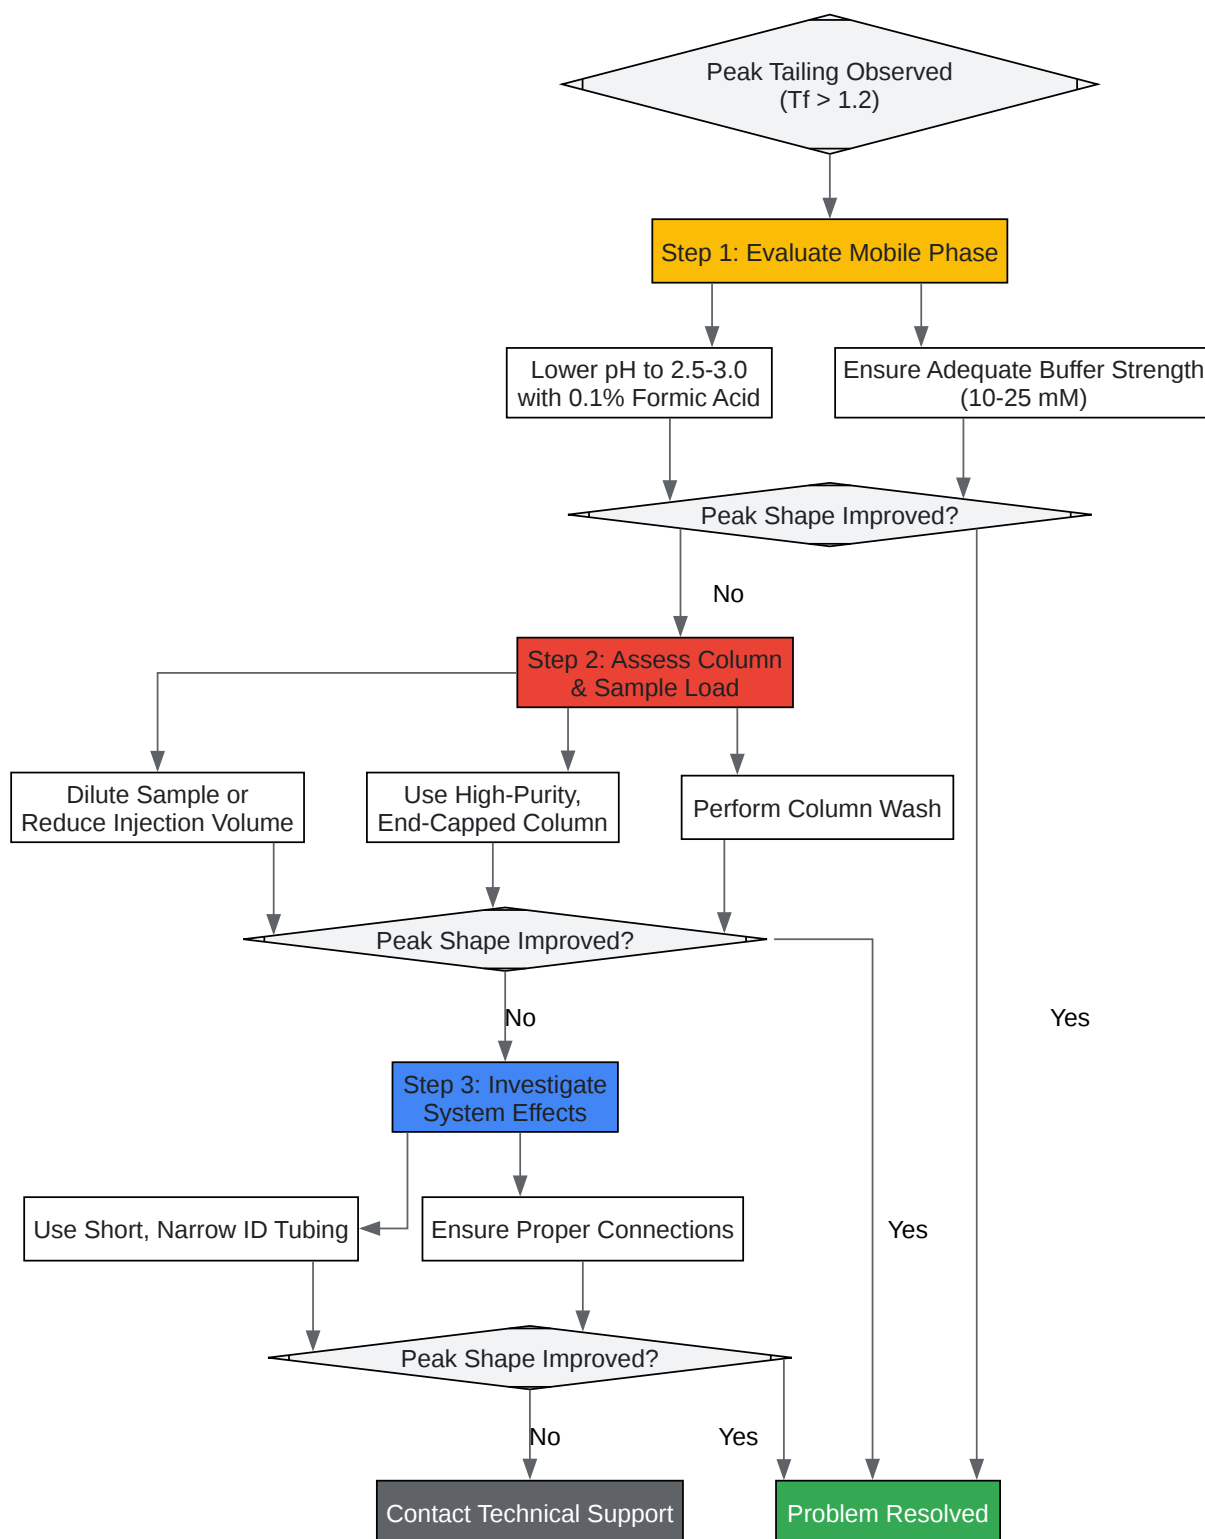 Peak Tailing Observed
(Tf > 1.2)
Step 1: Evaluate Mobile Phase
Lower pH to 2.5-3.0
with 0.1% Formic Acid
Ensure Adequate Buffer Strength
(10-25 mM)
Peak Shape Improved?
No
Step 2: Assess Column
& Sample Load
Dilute Sample or
Reduce Injection Volume
Use High-Purity,
End-Capped Column
Perform Column Wash
Peak Shape Improved?
No
Yes
Step 3: Investigate
System Effects
Use Short, Narrow ID Tubing
Ensure Proper Connections
Yes
Peak Shape Improved?
No
Yes
Contact Technical Support
Problem Resolved